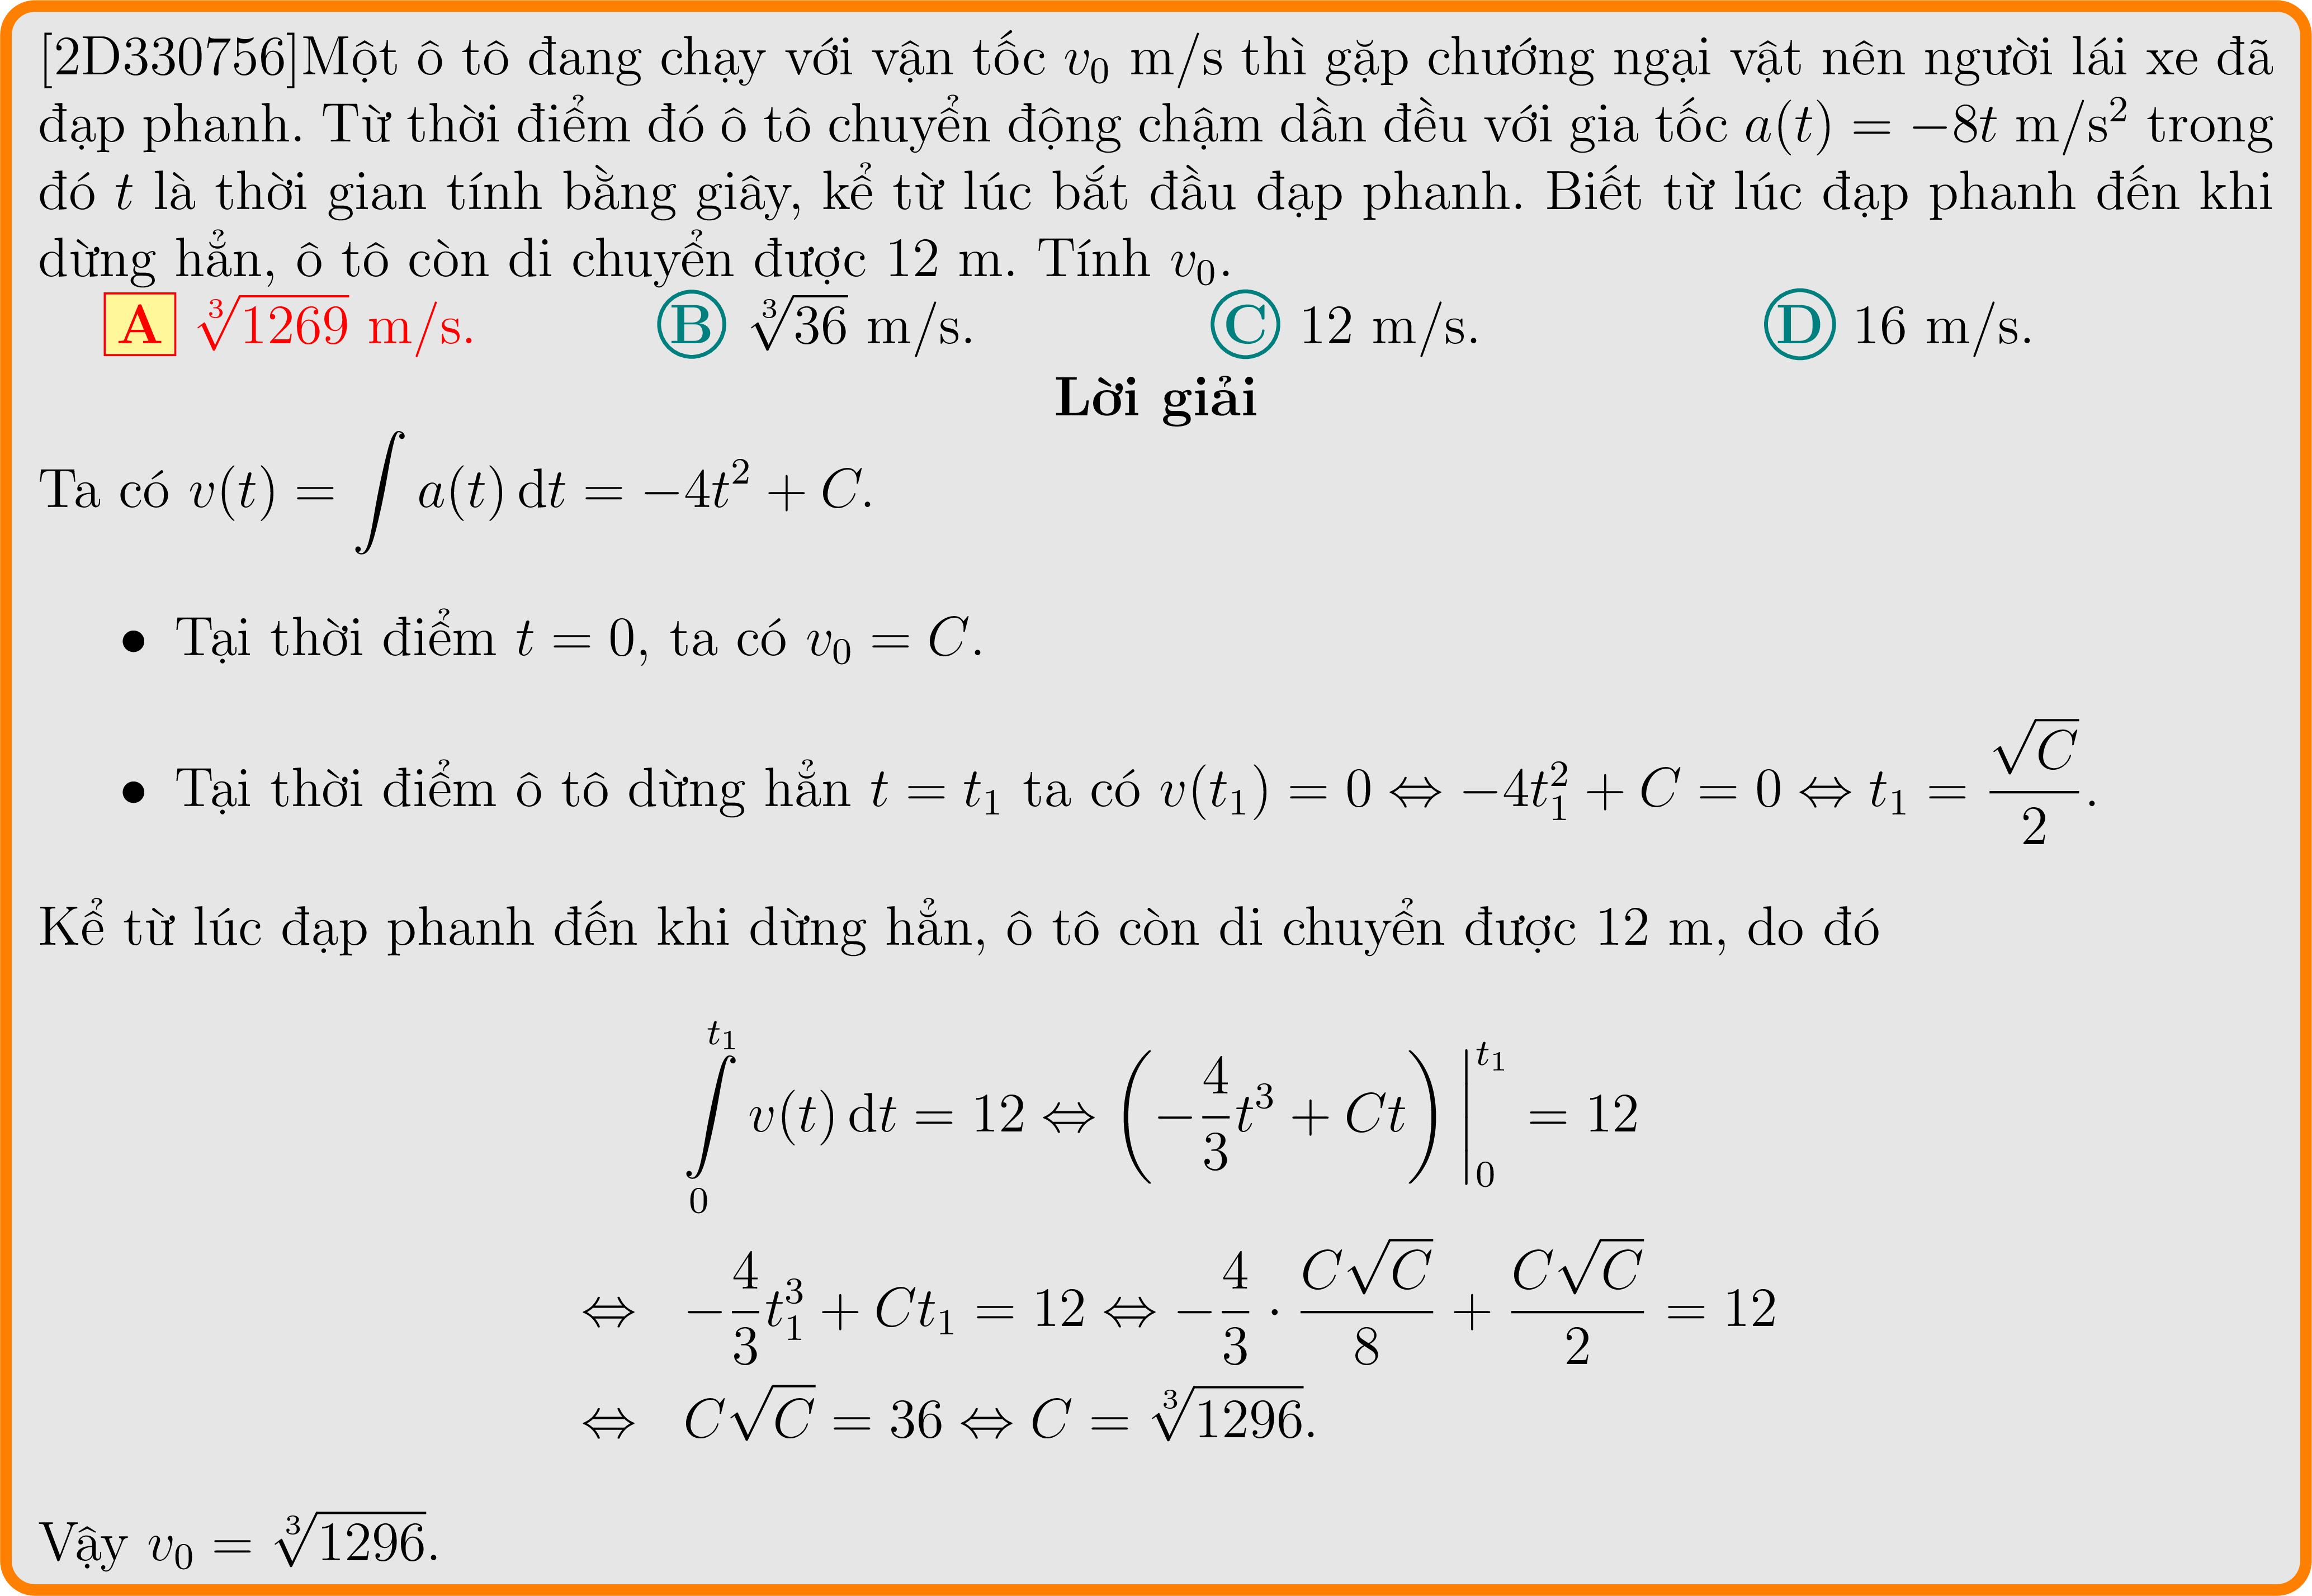 [2D330756]Một ô tô đang chạy với vận tốc $v_0$ m/s thì gặp chướng ngại vật nên người lái xe đã
đạp phanh. Từ thời điểm đó ô tô chuyển động chậm dần đều với gia tốc $a(t) = -8t$ m/s$^2$ trong
đó $t$ là thời gian tính bằng giây, kể từ lúc bắt đầu đạp phanh. Biết từ lúc đạp phanh đến khi
dừng hẳn, ô tô còn di chuyển được 12 m. Tính $v_0$.
A $\sqrt[3]{1269}$ m/s. B $\sqrt[3]{36}$ m/s. C 12 m/s. D 16 m/s.
Lời giải
Ta có $v(t) = \int a(t)\,\mathrm{d}t = -4t^2 + C$.
• Tại thời điểm $t = 0$, ta có $v_0 = C$.
• Tại thời điểm ô tô dừng hẳn $t = t_1$ ta có $v(t_1) = 0 \Leftrightarrow -4t_1^2 + C = 0 \Leftrightarrow t_1 = \frac{\sqrt{C}}{2}$.
Kể từ lúc đạp phanh đến khi dừng hẳn, ô tô còn di chuyển được 12 m, do đó
$\int\limits_0^{t_1} v(t)\,\mathrm{d}t = 12 \Leftrightarrow \left(-\frac{4}{3}t^3 + Ct\right)\Big|_0^{t_1} = 12$
$\Leftrightarrow -\frac{4}{3}t_1^3 + Ct_1 = 12 \Leftrightarrow -\frac{4}{3} \cdot \frac{C\sqrt{C}}{8} + \frac{C\sqrt{C}}{2} = 12$
$\Leftrightarrow C\sqrt{C} = 36 \Leftrightarrow C = \sqrt[3]{1296}$.
Vậy $v_0 = \sqrt[3]{1296}$.